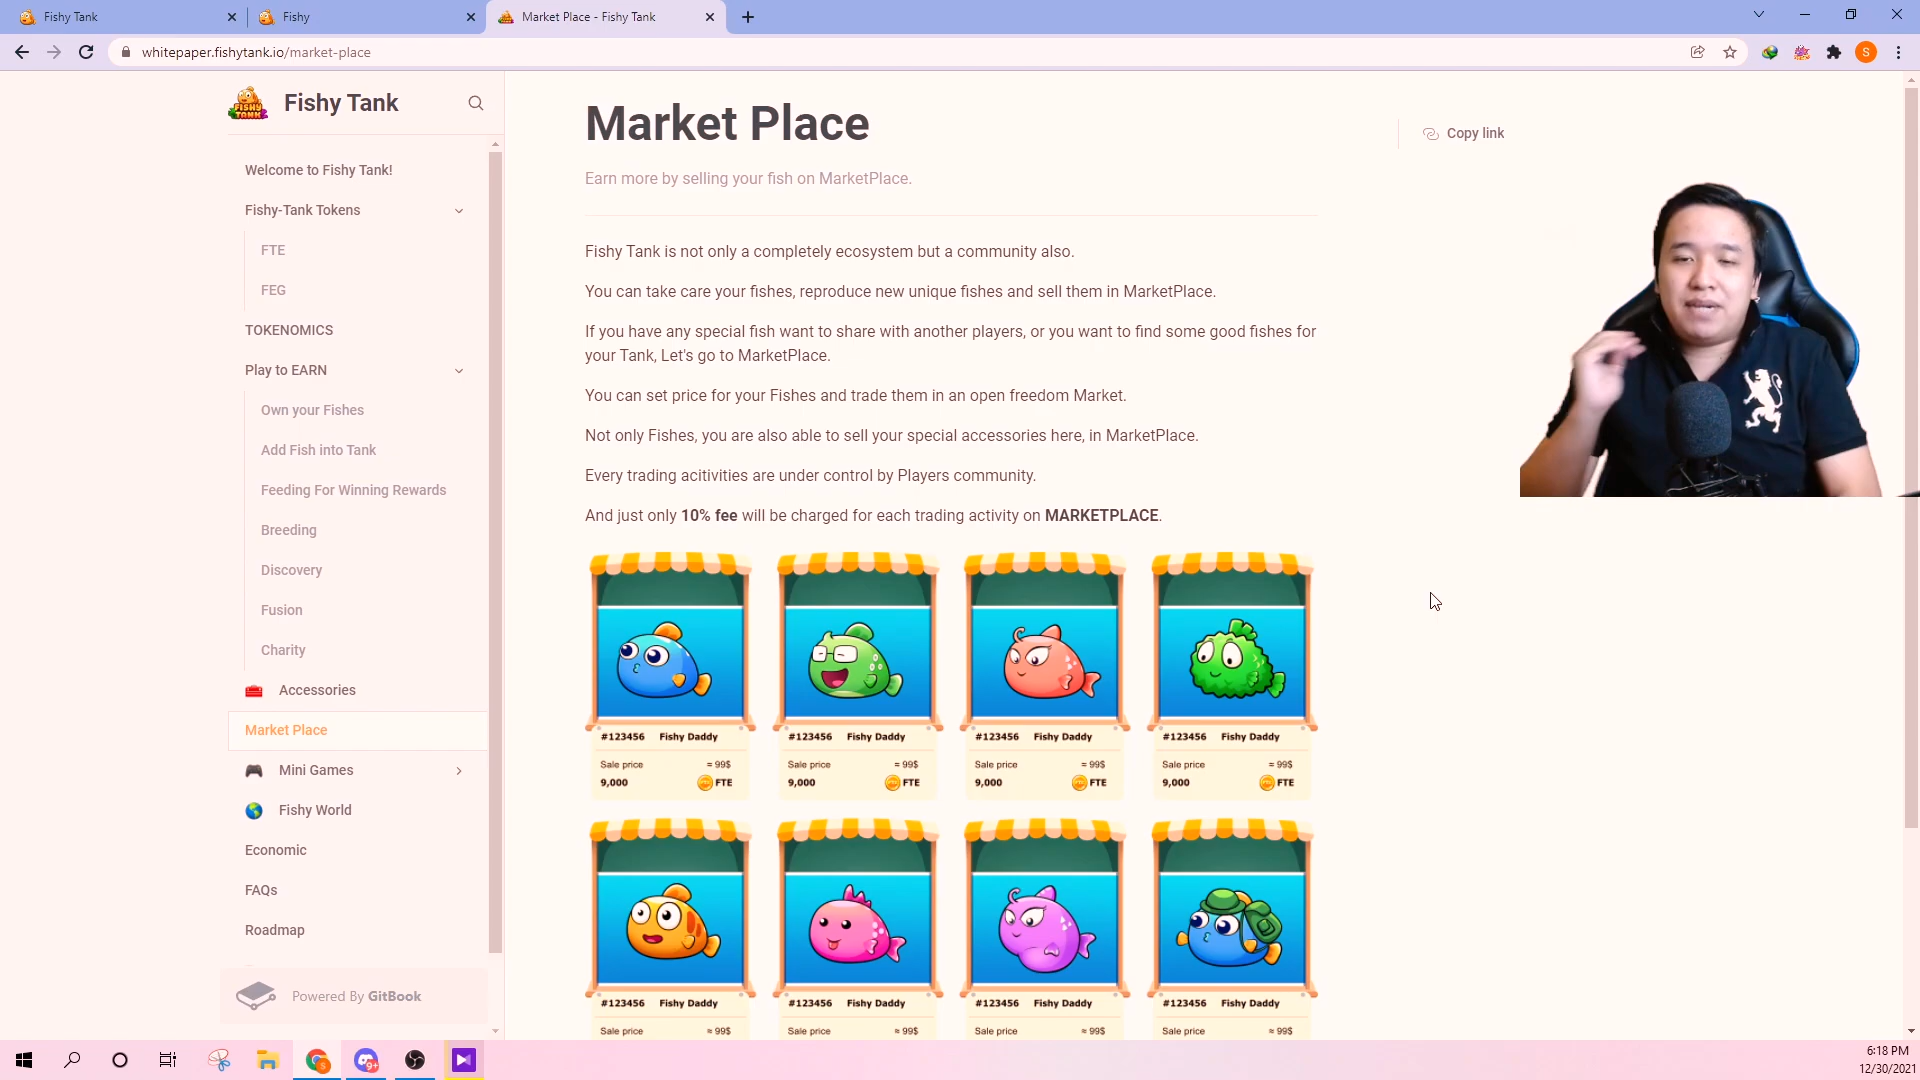 Fishy Tank
Fishy
Market Place - Fishy Tank
whitepaper.fishytank.io/market-place
S
FISHY
TANK
Fishy Tank
Welcome to Fishy Tank!
Fishy-Tank Tokens
FTE
FEG
TOKENOMICS
Play to EARN
Own your Fishes
Add Fish into Tank
Feeding For Winning Rewards
Breeding
Discovery
Fusion
Charity
Accessories
Market Place
Mini Games
Fishy World
Economic
FAQs
Roadmap
Powered By GitBook
Market Place
Earn more by selling your fish on MarketPlace.
Copy link
Fishy Tank is not only a completely ecosystem but a community also.
You can take care your fishes, reproduce new unique fishes and sell them in MarketPlace.
If you have any special fish want to share with another players, or you want to find some good fishes for
your Tank, Let's go to MarketPlace.
You can set price for your Fishes and trade them in an open freedom Market.
Not only Fishes, you are also able to sell your special accessories here, in MarketPlace.
Every trading acitivities are under control by Players community.
And just only 10% fee will be charged for each trading activity on MARKETPLACE.
#123456 Fishy Daddy
Sale price ≈ 99$
9,000 FTE
#123456 Fishy Daddy
Sale price ≈ 99$
9,000 FTE
#123456 Fishy Daddy
Sale price ≈ 99$
9,000 FTE
#123456 Fishy Daddy
Sale price ≈ 99$
9,000 FTE
#123456 Fishy Daddy
Sale price ≈ 99$
#123456 Fishy Daddy
Sale price ≈ 99$
#123456 Fishy Daddy
Sale price ≈ 99$
#123456 Fishy Daddy
Sale price ≈ 99$
9+
6:18 PM
12/30/2021